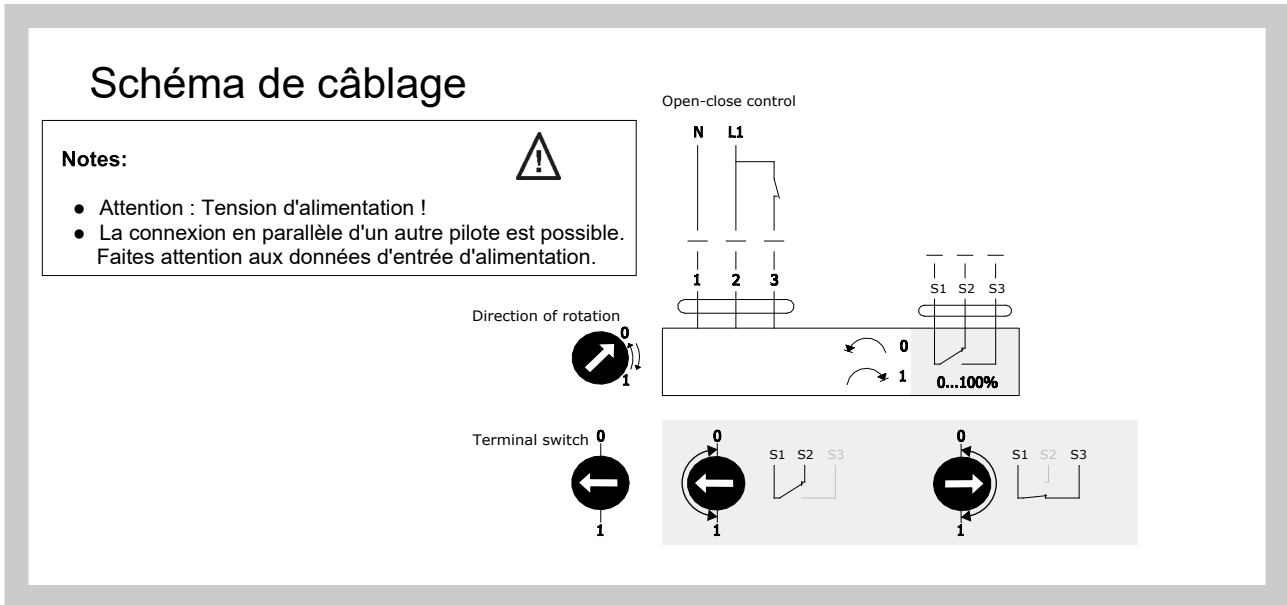 Schéma de câblage
Notes:
● Attention : Tension d'alimentation !
● La connexion en parallèle d'un autre pilote est possible.
Faites attention aux données d'entrée d'alimentation.
Open-close control
N L1
1 2 3
S1 S2 S3
Direction of rotation
0
1
0
1
0...100%
Terminal switch
0
1
0
1
S1 S2 S3
0
1
S1 S2 S3